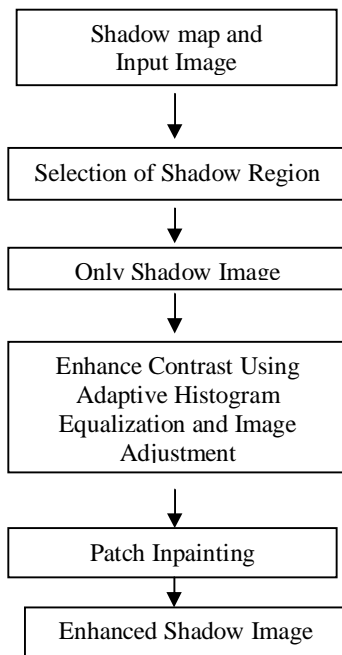 Shadow map and
Input Image
Selection of Shadow Region
Only Shadow Image
Enhance Contrast Using
Adaptive Histogram
Equalization and Image
Adjustment
Patch Inpainting
Enhanced Shadow Image